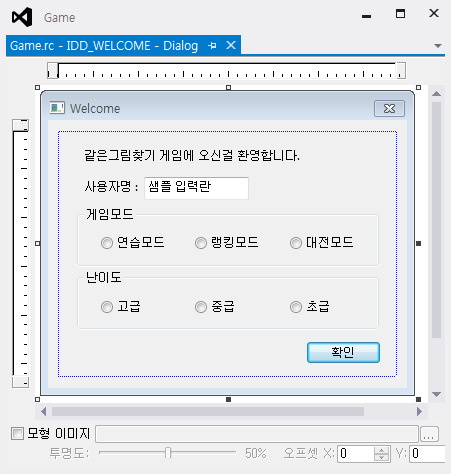 Game
Game.rc - IDD_WELCOME - Dialog
Welcome
같은그림찾기 게임에 오신걸 환영합니다.
사용자명 : 샘플 입력란
게임모드
연습모드 랭킹모드 대전모드
난이도
고급 중급 초급
확인
모형 이미지 ...
투명도: 50% 오프셋 X: 0 Y: 0